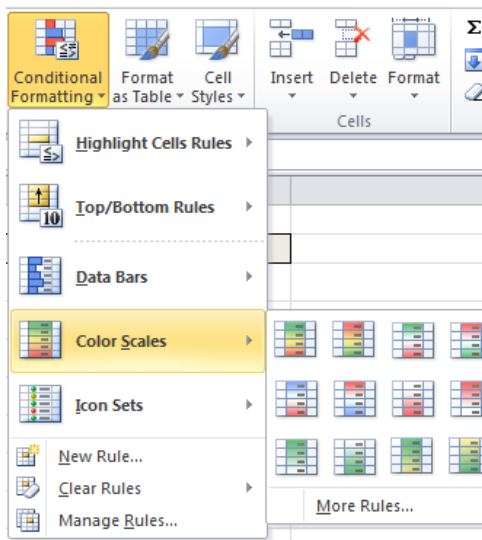 Conditional Formatting
Format as Table
Cell Styles
Insert
Delete
Format
Σ
Cells
Highlight Cells Rules
Top/Bottom Rules
10
Data Bars
Color Scales
Icon Sets
New Rule...
Clear Rules
Manage Rules...
More Rules...